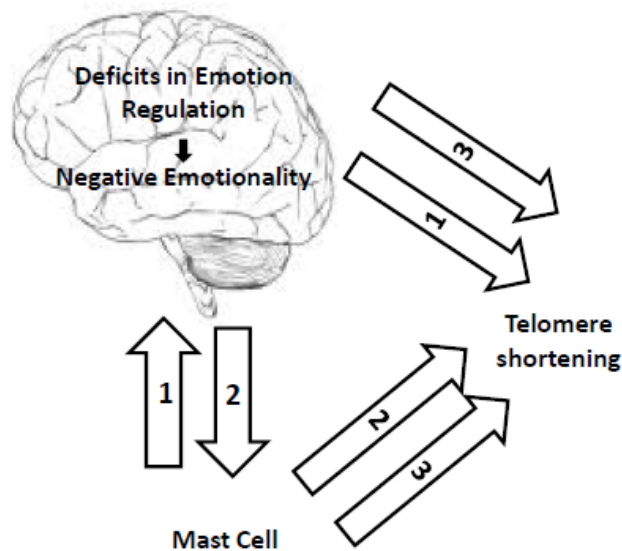 Deficits in Emotion
Regulation
Negative Emotionality
3
1
Telomere
shortening
1
2
2
3
Mast Cell